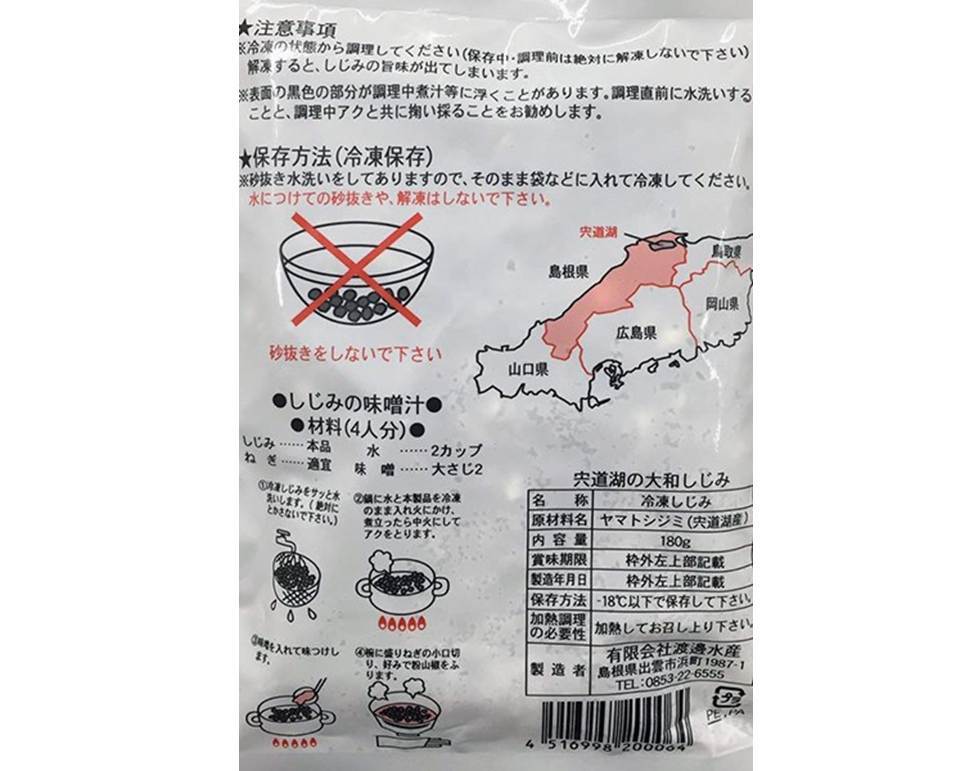 ★注意事項
※冷凍の状態から調理してください(保存中・調理前は絶対に解凍しないで下さい)
解凍すると、しじみの旨味が出てしまいます。
※表面の黒色の部分が調理中煮汁等に浮くことがあります。調理直前に水洗いする
ことと、調理中アクと共に掬い採ることをお勧めします。
★保存方法(冷凍保存)
※砂抜き水洗いをしてありますので、そのまま袋などに入れて冷凍してください。
水につけての砂抜きや、解凍はしないで下さい。
砂抜きをしないで下さい
宍道湖
島根県
鳥取県
岡山県
広島県
山口県
●しじみの味噌汁●
●材料(4人分)●
しじみ……本品 水……2カップ
ねぎ……適宜 味噌……大さじ2
①冷凍しじみをサッと水
洗いします。(絶対に
とかさないで下さい。)
②鍋に水と本製品を冷凍
のまま入れ火にかけ、
煮立ったら中火にして
アクをとります。
③味噌を入れて味つけし
ます。
④椀に盛りねぎの小口切
り、好みで粉山椒をふ
ります。
宍道湖の大和しじみ
名称 冷凍しじみ
原材料名 ヤマトシジミ(宍道湖産)
内容量 180g
賞味期限 枠外左上部記載
製造年月日 枠外左上部記載
保存方法 -18℃以下で保存して下さい。
加熱調理
の必要性 加熱してお召し上り下さい。
製造者 有限会社渡邊水産
島根県出雲市浜町1987-1
TEL:0853-22-6555
プラ
PE,PA
4 516998 200064